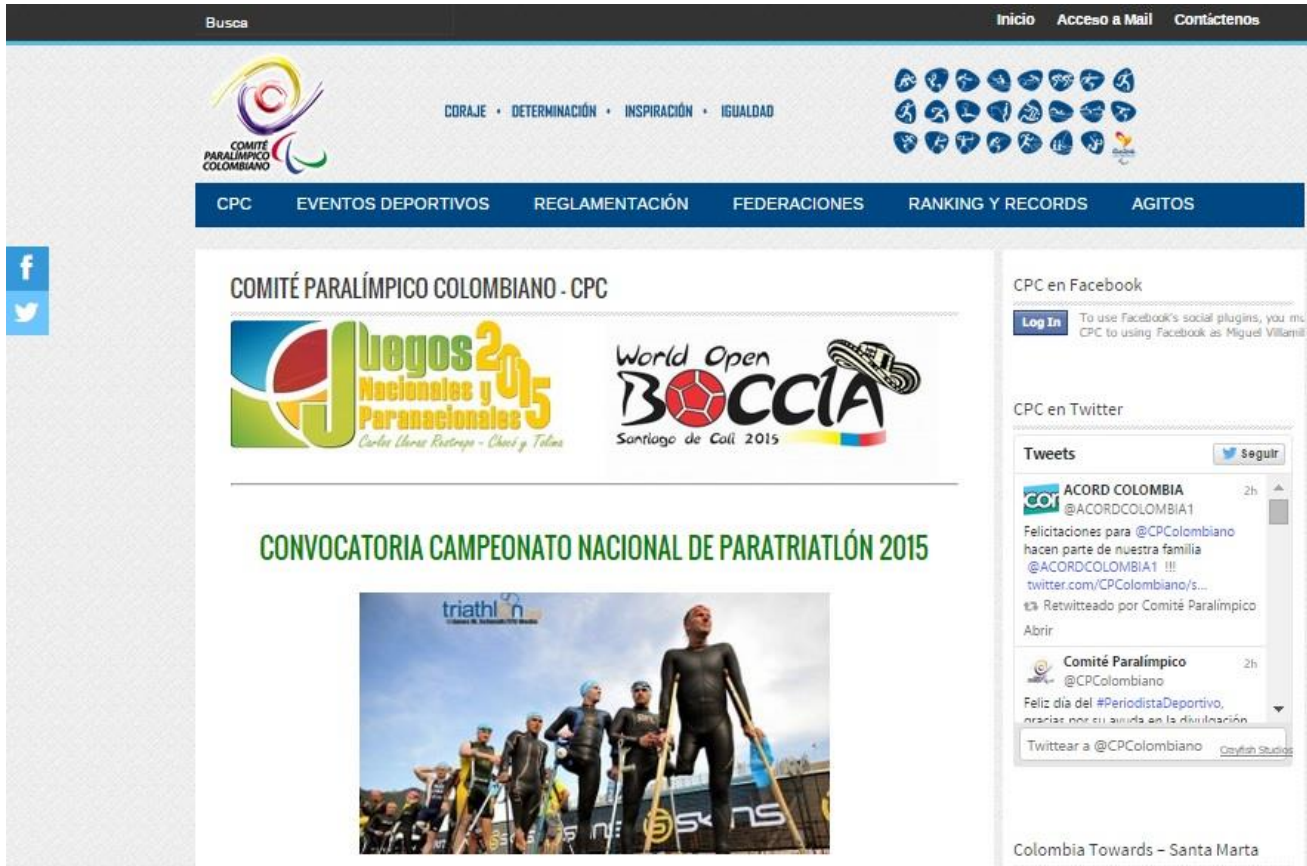 Busca
Inicio Acceso a Mail Contáctenos
COMITÉ
PARALÍMPICO
COLOMBIANO
CORAJE • DETERMINACIÓN • INSPIRACIÓN • IGUALDAD
CPC EVENTOS DEPORTIVOS REGLAMENTACIÓN FEDERACIONES RANKING Y RECORDS AGITOS
f
COMITÉ PARALÍMPICO COLOMBIANO - CPC
Juegos 2015
Nacionales y
Paranacionales
Carlos Lleras Restrepo - Chocó y Tolima
World Open
BOCCIA
Santiago de Cali 2015
CONVOCATORIA CAMPEONATO NACIONAL DE PARATRIATLÓN 2015
triathlon
skins
CPC en Facebook
Log In
To use Facebook's social plugins, you mu
CPC to using Facebook as Miguel Villamil
CPC en Twitter
Tweets
Seguir
ACORD COLOMBIA 2h
@ACORDCOLOMBIA1
Felicitaciones para @CPColombiano
hacen parte de nuestra familia
@ACORDCOLOMBIA1 !!!
twitter.com/CPColombiano/s...
Retwitteado por Comité Paralímpico
Abrir
Comité Paralímpico 2h
@CPColombiano
Feliz día del #PeriodistaDeportivo,
gracias por su ayuda en la divulgación
Twittear a @CPColombiano
Colombia Towards – Santa Marta